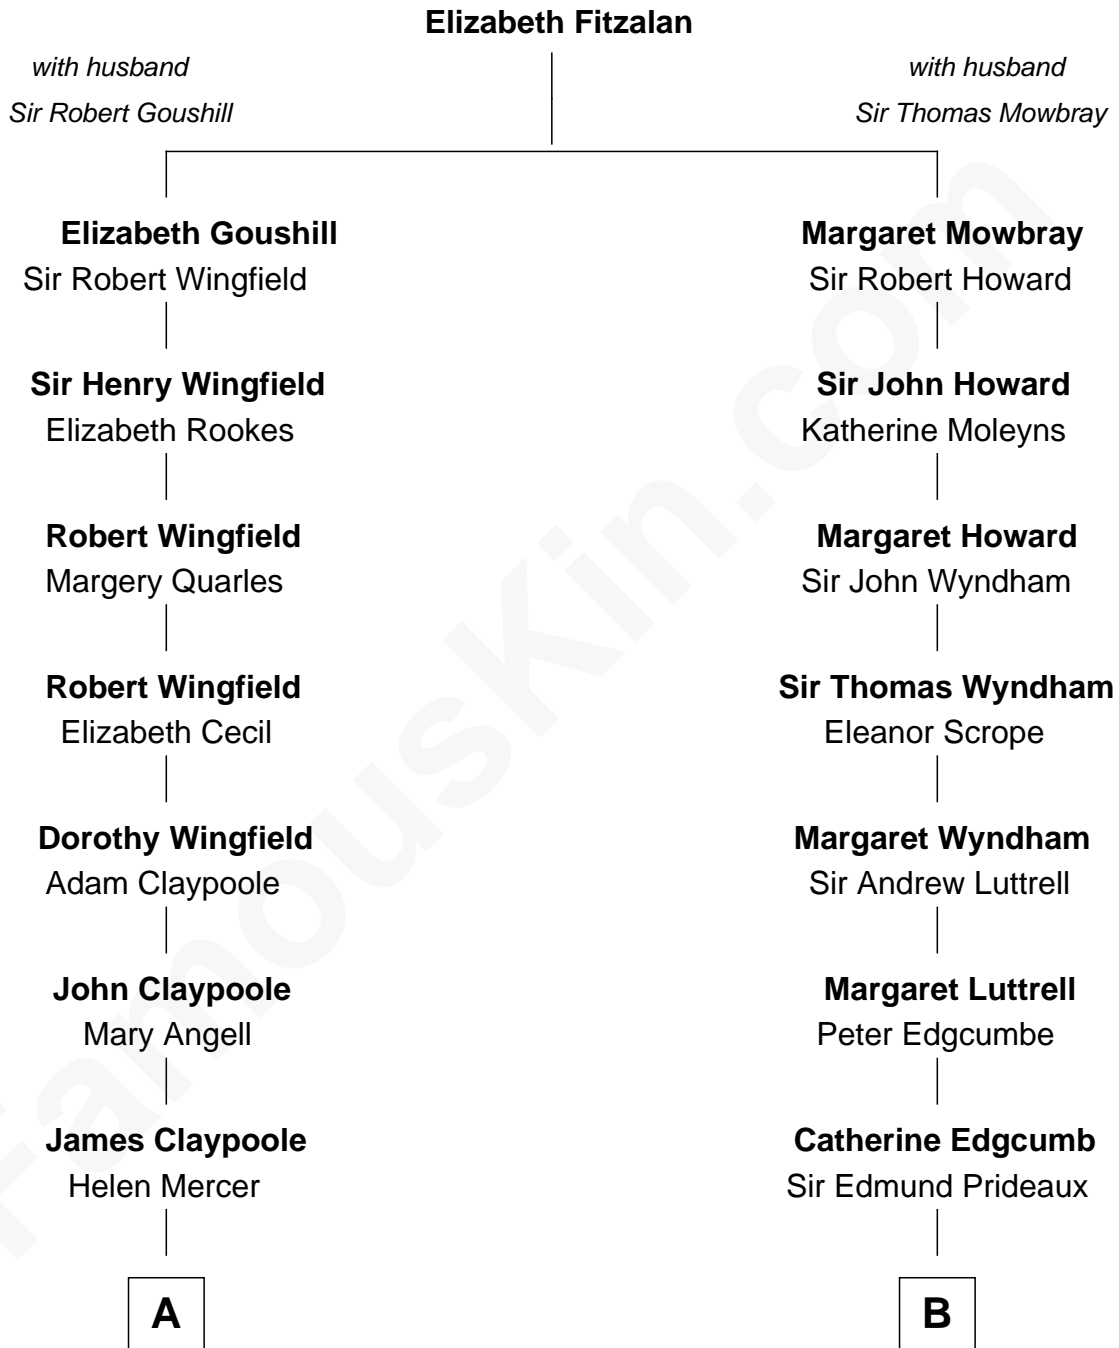 Elizabeth Fitzalan
with husband
Sir Robert Goushill
with husband
Sir Thomas Mowbray
Elizabeth Goushill
Sir Robert Wingfield
Sir Henry Wingfield
Elizabeth Rookes
Robert Wingfield
Margery Quarles
Robert Wingfield
Elizabeth Cecil
Dorothy Wingfield
Adam Claypoole
John Claypoole
Mary Angell
James Claypoole
Helen Mercer
A
Margaret Mowbray
Sir Robert Howard
Sir John Howard
Katherine Moleyns
Margaret Howard
Sir John Wyndham
Sir Thomas Wyndham
Eleanor Scrope
Margaret Wyndham
Sir Andrew Luttrell
Margaret Luttrell
Peter Edgcumbe
Catherine Edgcumb
Sir Edmund Prideaux
B
FamousKin.com